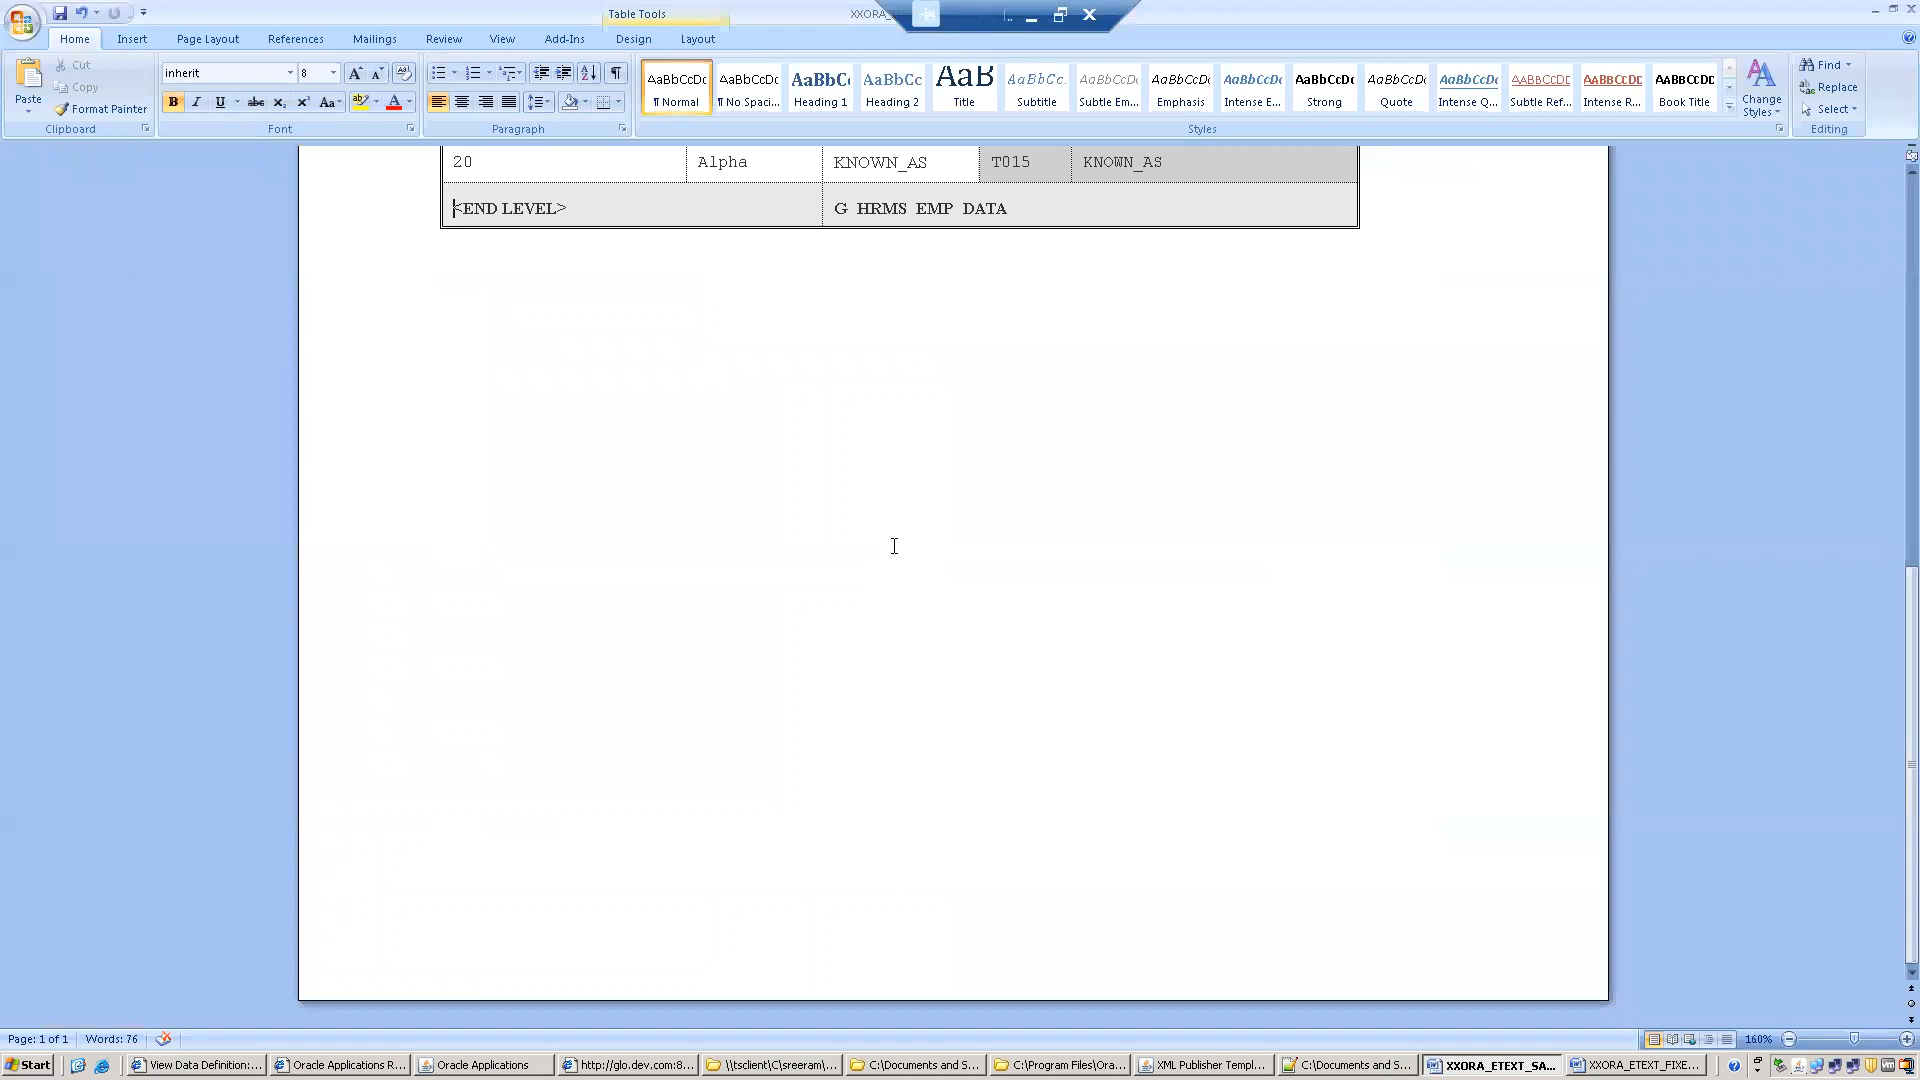 Table Tools
XXORA_
Home Insert Page Layout References Mailings Review View Add-Ins Design Layout
Paste
Cut
Copy
Format Painter
Clipboard
inherit 8
Font
Paragraph
AaBbCcDc AaBbCcDc AaBbC AaBbCc AaB AaBbCc. AaBbCcDc AaBbCcDc AaBbCcDc AaBbCcDc AaBbCcDc AaBbCcDc AABBCCDC AABBCCDC AABBCCDC
¶ Normal ¶ No Spaci... Heading 1 Heading 2 Title Subtitle Subtle Em... Emphasis Intense E... Strong Quote Intense Q... Subtle Ref... Intense R... Book Title
Change Styles
Styles
Find
Replace
Select
Editing
20 Alpha KNOWN_AS T015 KNOWN_AS
<END LEVEL> G HRMS EMP DATA
Page: 1 of 1 Words: 76 160%
Start View Data Definition:... Oracle Applications R... Oracle Applications http://glo.dev.com:8... \\tsclient\C\sreeram\... C:\Documents and S... C:\Program Files\Ora... XML Publisher Templ... C:\Documents and S... XXORA_ETEXT_SA... XXORA_ETEXT_FIXE...